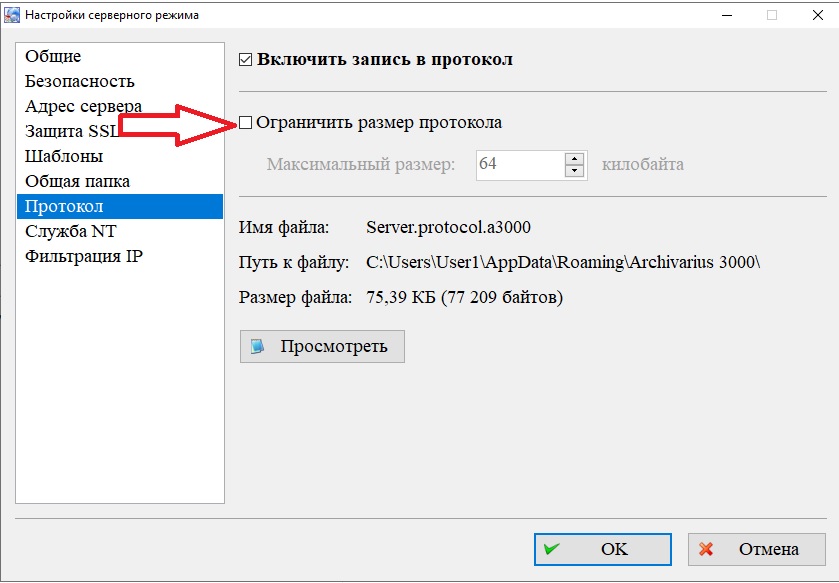 Настройки серверного режима
Общие
Безопасность
Адрес сервера
Защита SSL
Шаблоны
Общая папка
Протокол
Служба NT
Фильтрация IP
Включить запись в протокол
Ограничить размер протокола
Максимальный размер: 64 килобайта
Имя файла: Server.protocol.a3000
Путь к файлу: C:\Users\User1\AppData\Roaming\Archivarius 3000\
Размер файла: 75,39 КБ (77 209 байтов)
Просмотреть
OK Отмена